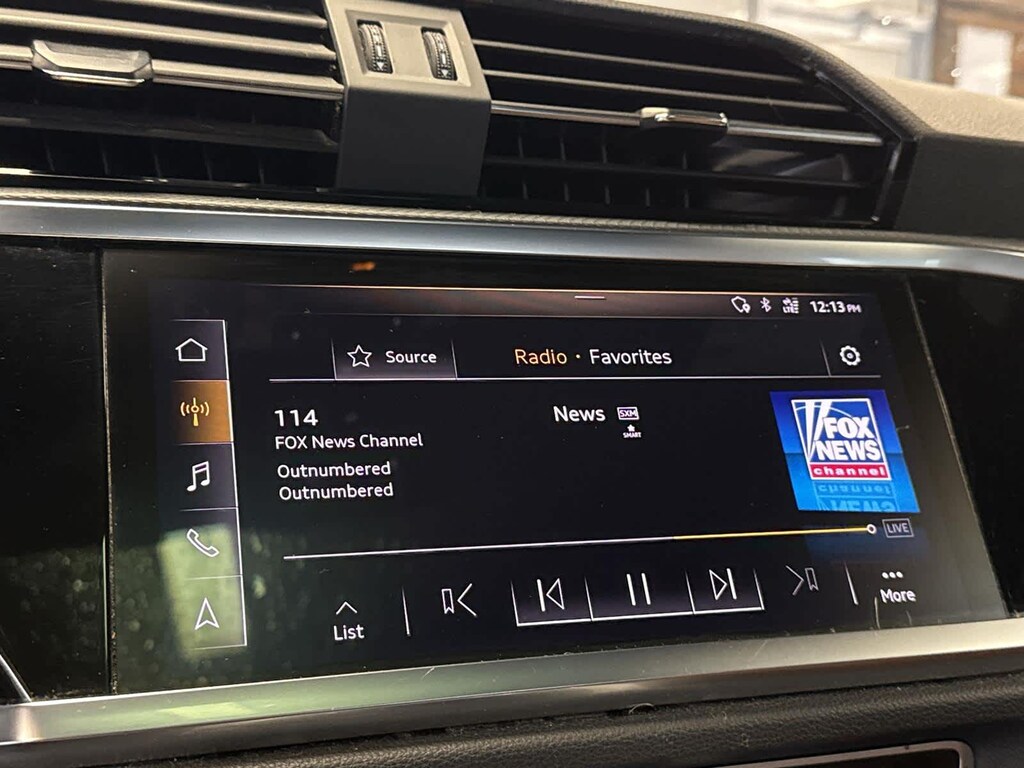 LTE 12:13 PM
Source
Radio · Favorites
114
News SXM
SMART
FOX News Channel
Outnumbered
Outnumbered
FOX
NEWS
channel
LIVE
List
More